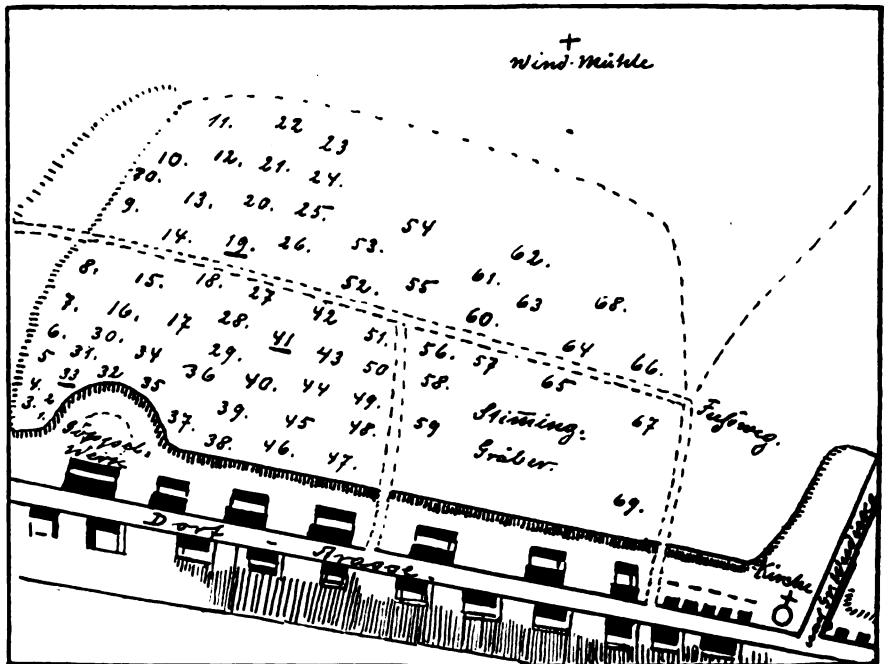 Wind-Mühle
11. 22
23
10. 12. 21. 24.
70.
9. 13. 20. 25.
54
14. 19. 26. 53.
62.
8. 15. 18. 27 52. 55 61.
63 68.
7. 16. 17 28. 42 60.
6. 30. 41 51.
64 66.
5 31. 34 29. 43 50 56. 57
4. 33 32 35 36 40. 44 58. 65
3. 2 49.
1. 37. 39. 45 48. 59 67
Stimming-
Fußweg.
38. 46. 47.
Gräber.
69.
Werk
Dorf - Strasse.
Kirche